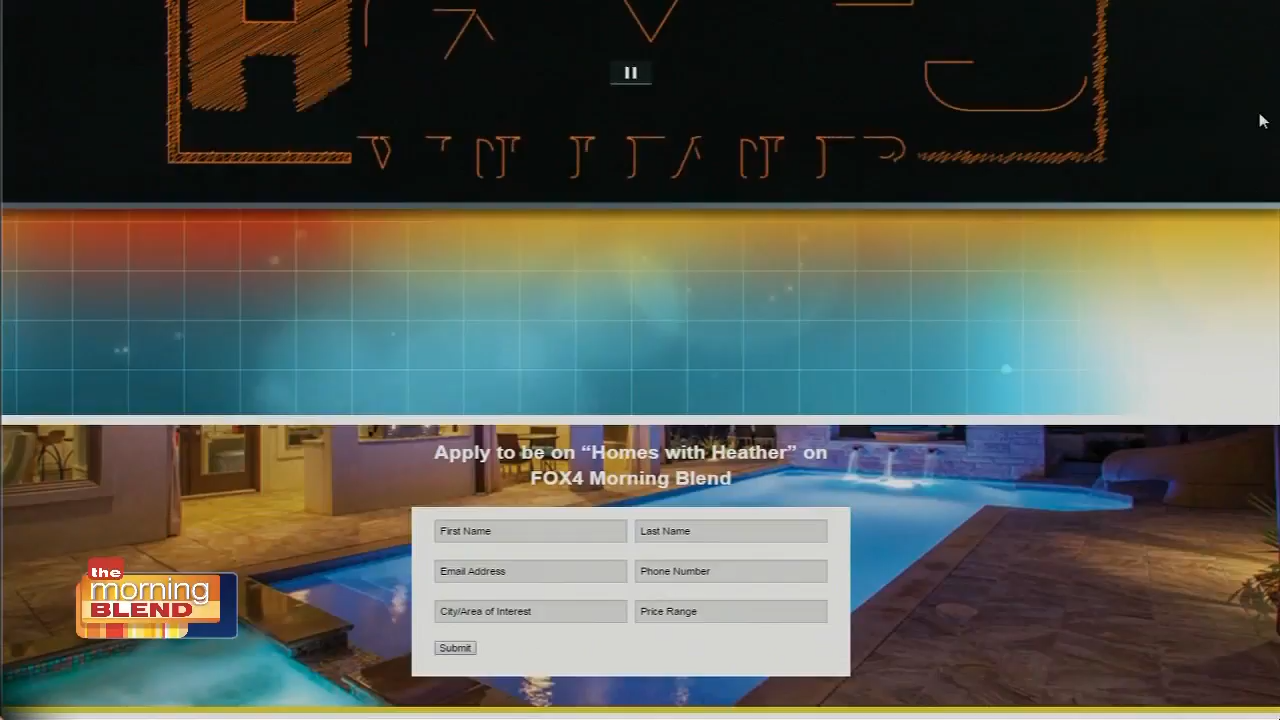 H
Apply to be on “Homes with Heather” on
FOX4 Morning Blend
First Name
Last Name
Email Address
Phone Number
City/Area of Interest
Price Range
Submit
the
morning
BLEND